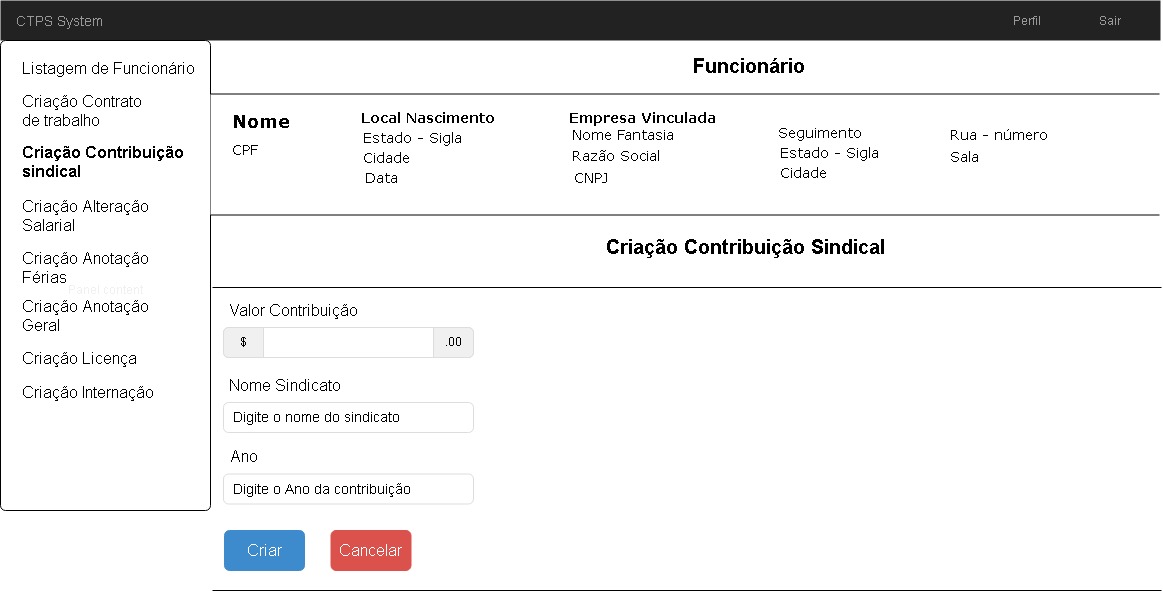 CTPS System
Perfil
Sair
Listagem de Funcionário
Criação Contrato
de trabalho
Criação Contribuição
sindical
Criação Alteração
Salarial
Criação Anotação
Férias
Panel content
Criação Anotação
Geral
Criação Licença
Criação Internação
Funcionário
Nome
CPF
Local Nascimento
Estado - Sigla
Cidade
Data
Empresa Vinculada
Nome Fantasia
Razão Social
CNPJ
Seguimento
Estado - Sigla
Cidade
Rua - número
Sala
Criação Contribuição Sindical
Valor Contribuição
$
.00
Nome Sindicato
Digite o nome do sindicato
Ano
Digite o Ano da contribuição
Criar
Cancelar